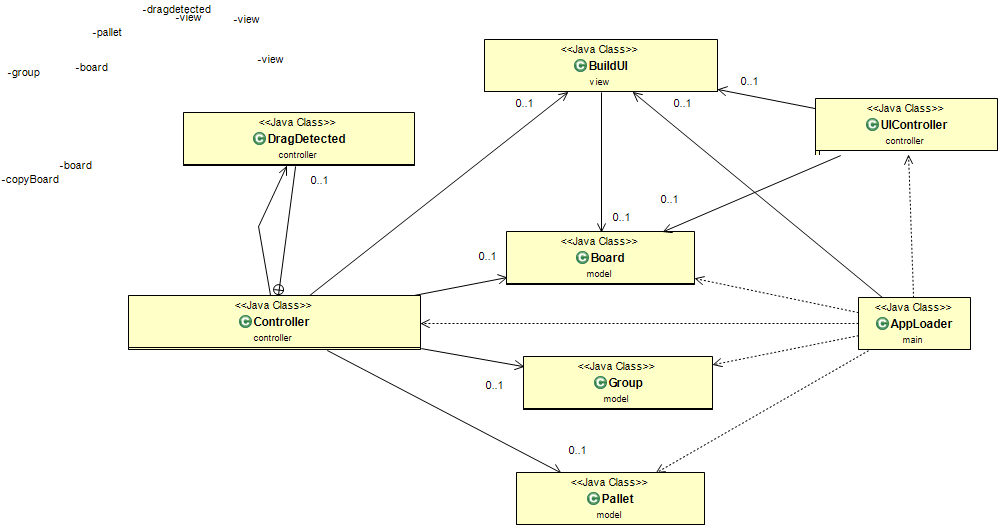 -dragdetected
-view
-view
-pallet
-view
-group
-board
-board
-copyBoard
<<Java Class>>
BuildUI
view
0..1
0..1
0..1
<<Java Class>>
UIController
controller
<<Java Class>>
DragDetected
controller
0..1
0..1
0..1
<<Java Class>>
Board
model
0..1
<<Java Class>>
Controller
controller
<<Java Class>>
AppLoader
main
<<Java Class>>
Group
model
0..1
0..1
<<Java Class>>
Pallet
model